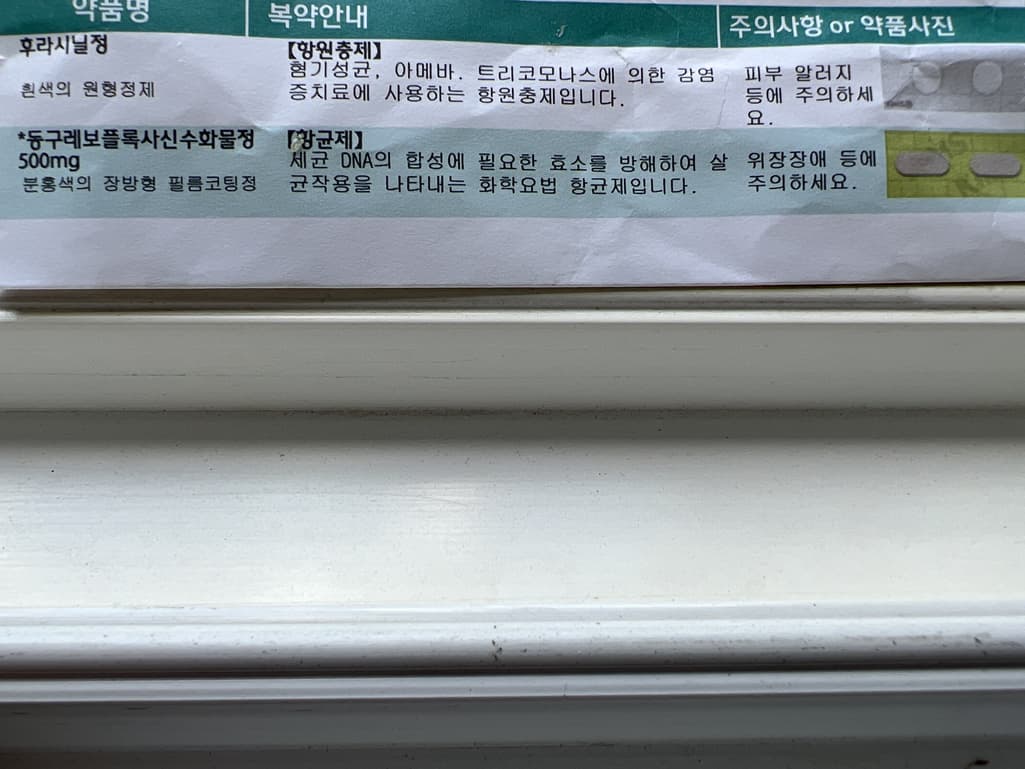 약품명 복약안내 주의사항 or 약품사진
후라시닐정
흰색의 원형정제
【항원충제】
혐기성균, 아메바. 트리코모나스에 의한 감염
증치료에 사용하는 항원충제입니다.
피부 알러지
등에 주의하세
요.
*동구레보플록사신수화물정
500mg
분홍색의 장방형 필름코팅정
【항균제】
세균 DNA의 합성에 필요한 효소를 방해하여 살
균작용을 나타내는 화학요법 항균제입니다.
위장장애 등에
주의하세요.